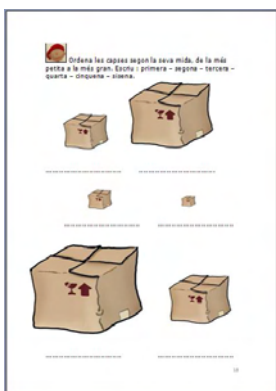 Ordena les capses segon la seva mida, de la més
petita a la més gran. Escriu : primera – segona – tercera –
quarta – cinquena – sisena.